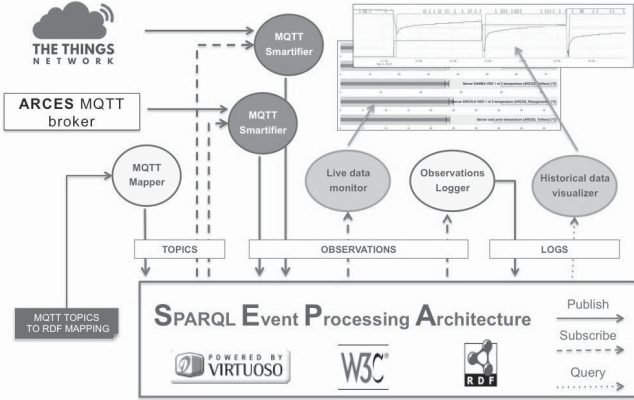 THE THINGS
NETWORK
ARCES MQTT
broker
MQTT
Smartifier
MQTT
Smartifier
MQTT
Mapper
Live data
monitor
Observations
Logger
Historical data
visualizer
TOPICS
OBSERVATIONS
LOGS
MQTT TOPICS
TO RDF MAPPING
SPARQL Event Processing Architecture
POWERED BY
VIRTUOSO
W3C®
RDF
Publish
Subscribe
Query